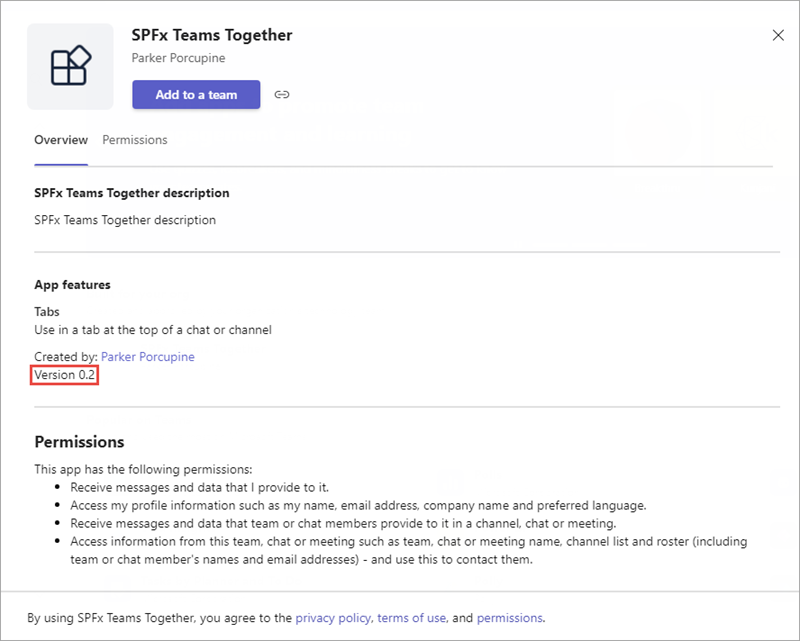 SPFx Teams Together
Parker Porcupine
Add to a team
Overview Permissions
SPFx Teams Together description
SPFx Teams Together description
App features
Tabs
Use in a tab at the top of a chat or channel
Created by: Parker Porcupine
Version 0.2
Permissions
This app has the following permissions:
• Receive messages and data that I provide to it.
• Access my profile information such as my name, email address, company name and preferred language.
• Receive messages and data that team or chat members provide to it in a channel, chat or meeting.
• Access information from this team, chat or meeting such as team, chat or meeting name, channel list and roster (including
team or chat member's names and email addresses) - and use this to contact them.
By using SPFx Teams Together, you agree to the privacy policy, terms of use, and permissions.